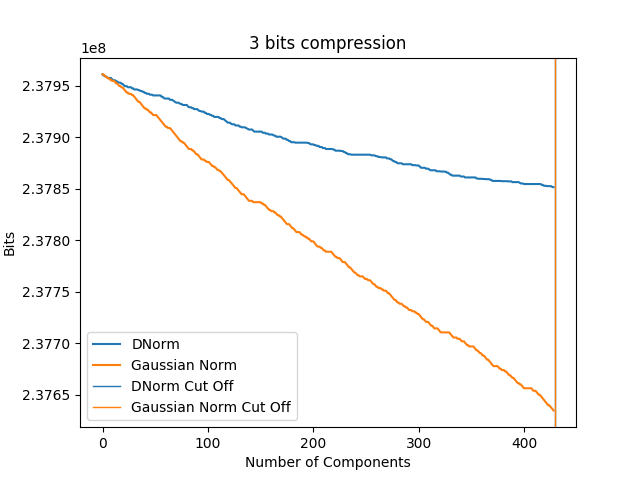 3 bits compression
1e8
2.3795
2.3790
2.3785
2.3780
2.3775
2.3770
2.3765
Bits
DNorm
Gaussian Norm
DNorm Cut Off
Gaussian Norm Cut Off
0 100 200 300 400
Number of Components